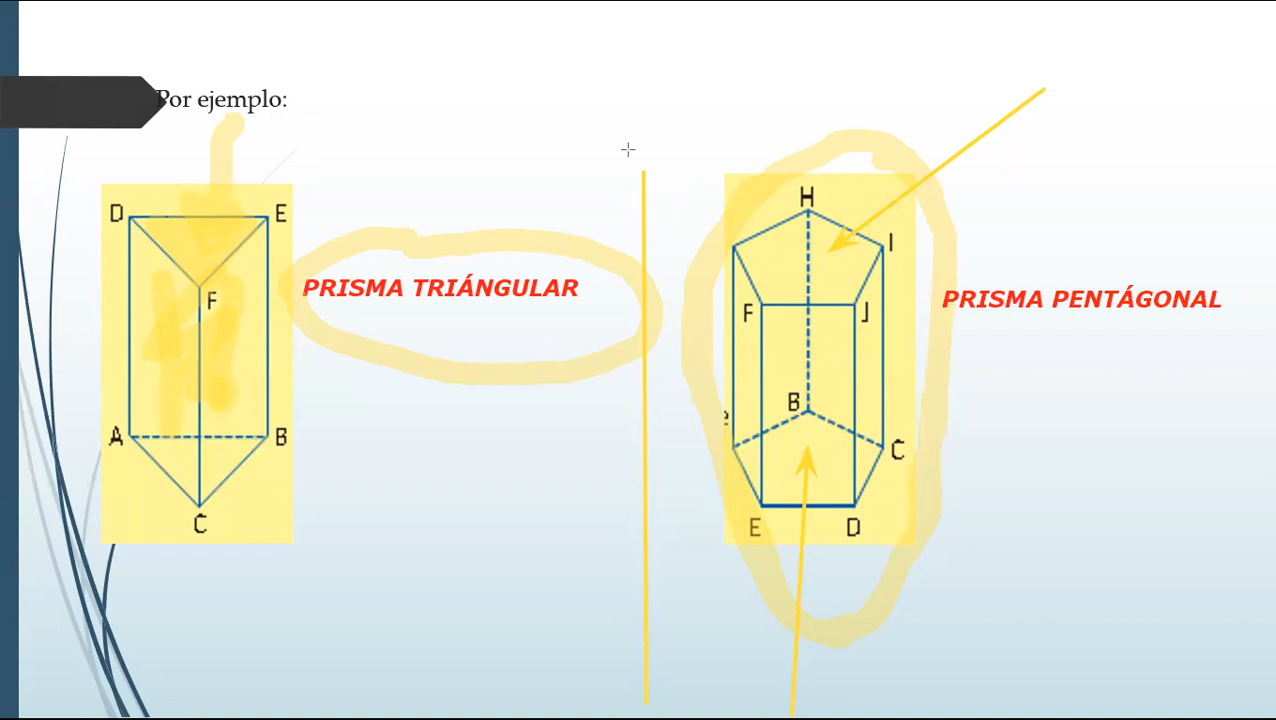 Por ejemplo:
D E
F
A B
C
PRISMA TRIÁNGULAR
H
I
F J
B
e
C
E D
PRISMA PENTÁGONAL